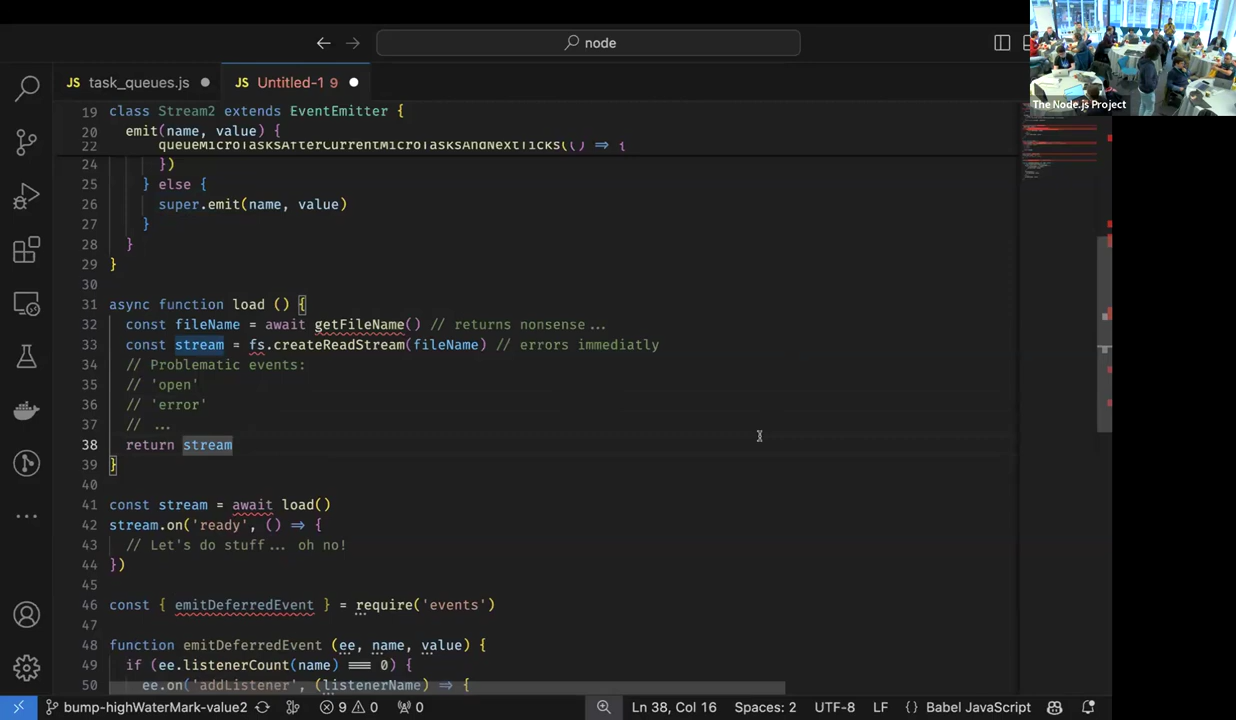 node
The Node.js Project
JS task_queues.js
JS Untitled-1 9
19 class Stream2 extends EventEmitter {
20 emit(name, value) {
22 queueMicroTasksAfterCurrentMicroTasksAndNextTicks(() => {
24 })
25 } else {
26 super.emit(name, value)
27 }
28 }
29 }
30
31 async function load () {
32 const fileName = await getFileName() // returns nonsense...
33 const stream = fs.createReadStream(fileName) // errors immediatly
34 // Problematic events:
35 // 'open'
36 // 'error'
37 // ...
38 return stream
39 }
40
41 const stream = await load()
42 stream.on('ready', () => {
43 // Let's do stuff... oh no!
44 })
45
46 const { emitDeferredEvent } = require('events')
47
48 function emitDeferredEvent (ee, name, value) {
49 if (ee.listenerCount(name) === 0) {
50 ee.on('addListener', (listenerName) => {
bump-highWaterMark-value2 9 0 0 Ln 38, Col 16 Spaces: 2 UTF-8 LF {} Babel JavaScript